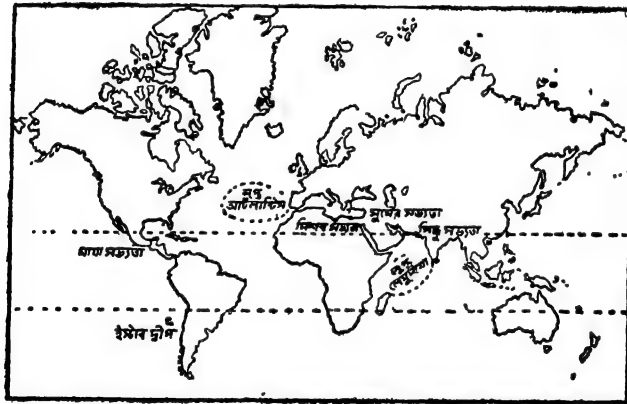 লুপ্ত
আটলান্টিস
সুমের সভ্যতা
মিশর সভ্যতা
সিন্ধু সভ্যতা
মায়া সভ্যতা
লুপ্ত
লেমুরিয়া
ইস্টার দ্বীপ